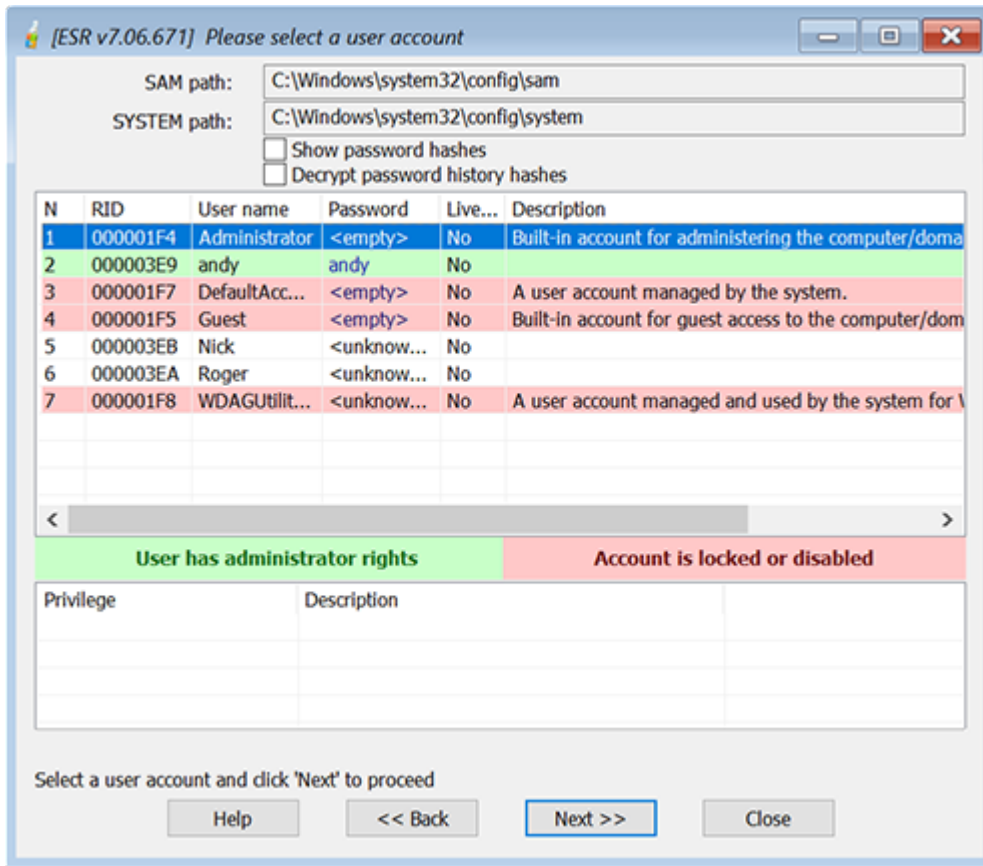 [ESR v7.06.671] Please select a user account
SAM path: C:\Windows\system32\config\sam
SYSTEM path: C:\Windows\system32\config\system
Show password hashes
Decrypt password history hashes
N RID User name Password Live... Description
1 000001F4 Administrator <empty> No Built-in account for administering the computer/doma
2 000003E9 andy andy No
3 000001F7 DefaultAcc... <empty> No A user account managed by the system.
4 000001F5 Guest <empty> No Built-in account for guest access to the computer/dom
5 000003EB Nick <unknow... No
6 000003EA Roger <unknow... No
7 000001F8 WDAGUtilit... <unknow... No A user account managed and used by the system for
User has administrator rights Account is locked or disabled
Privilege Description
Select a user account and click 'Next' to proceed
Help << Back Next >> Close